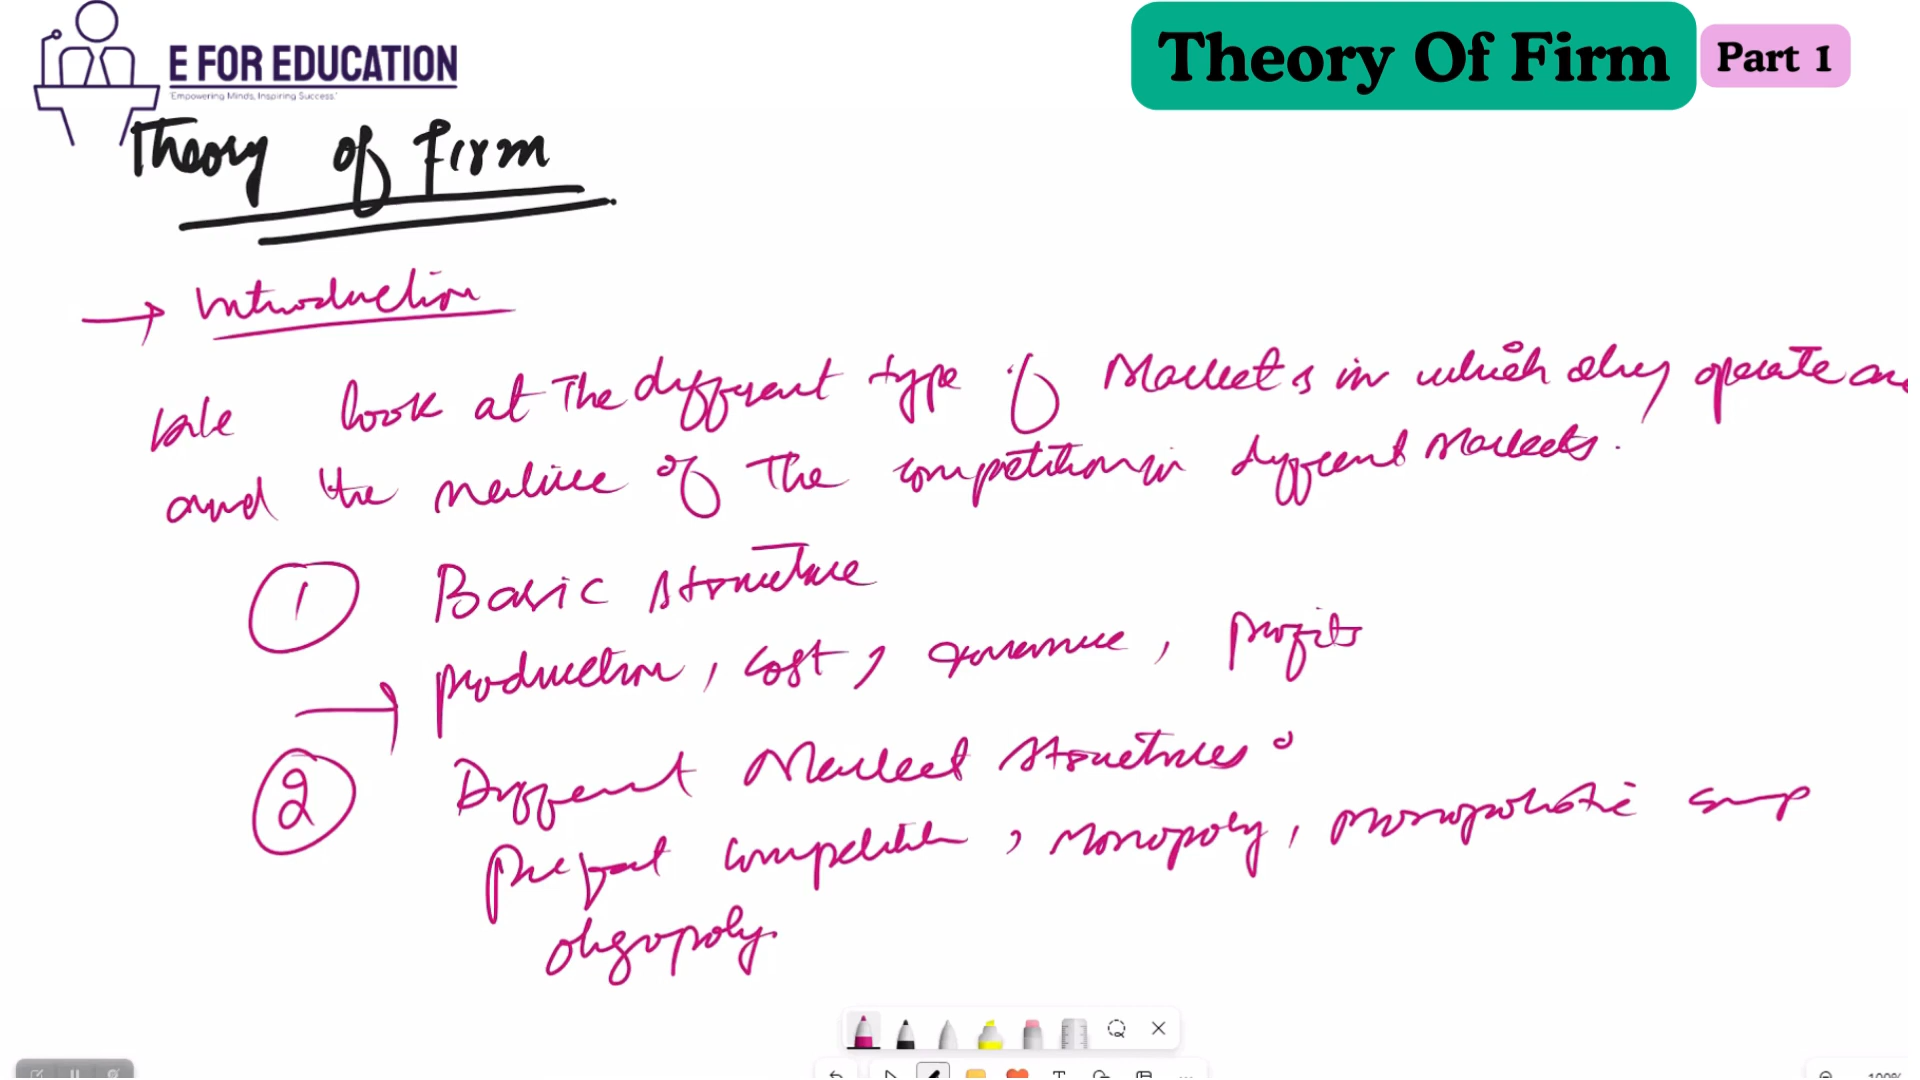 E FOR EDUCATION
'Empowering Minds, Inspiring Success.'
Theory Of Firm
Part 1
Theory of Firm
→ Introduction
We look at The different type of Markets in which they operate and
and the nature of The competition in different Markets.
1 Basic structure
→ production, cost, revenue, profits
2 Different Market structures
Prefect competition, Monopoly, monopolistic comp
oligopoly.
100%